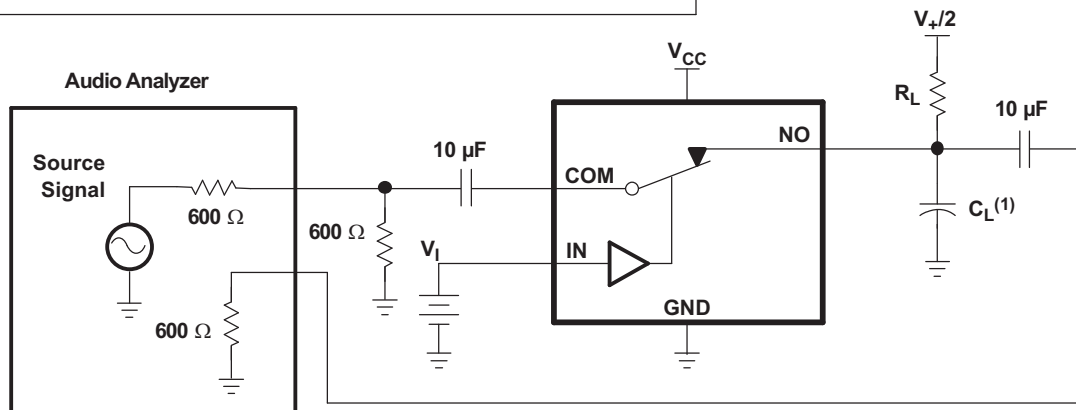 V+/2
VCC
Audio Analyzer
RL
10 µF
NO
10 µF
Source
Signal
COM
600 Ω
CL(1)
600 Ω
VI
IN
GND
600 Ω